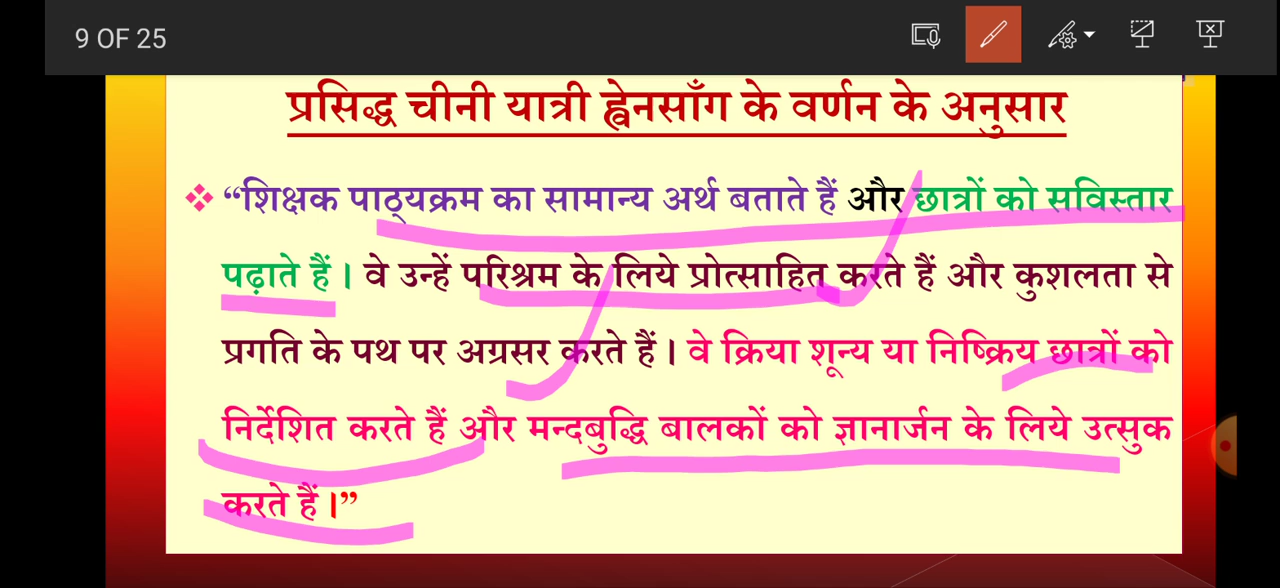 9 OF 25
प्रसिद्ध चीनी यात्री ह्वेनसाँग के वर्णन के अनुसार
❖ “शिक्षक पाठ्यक्रम का सामान्य अर्थ बताते हैं और छात्रों को सविस्तार
पढ़ाते हैं। वे उन्हें परिश्रम के लिये प्रोत्साहित करते हैं और कुशलता से
प्रगति के पथ पर अग्रसर करते हैं। वे क्रिया शून्य या निष्क्रिय छात्रों को
निर्देशित करते हैं और मन्दबुद्धि बालकों को ज्ञानार्जन के लिये उत्सुक
करते हैं।”